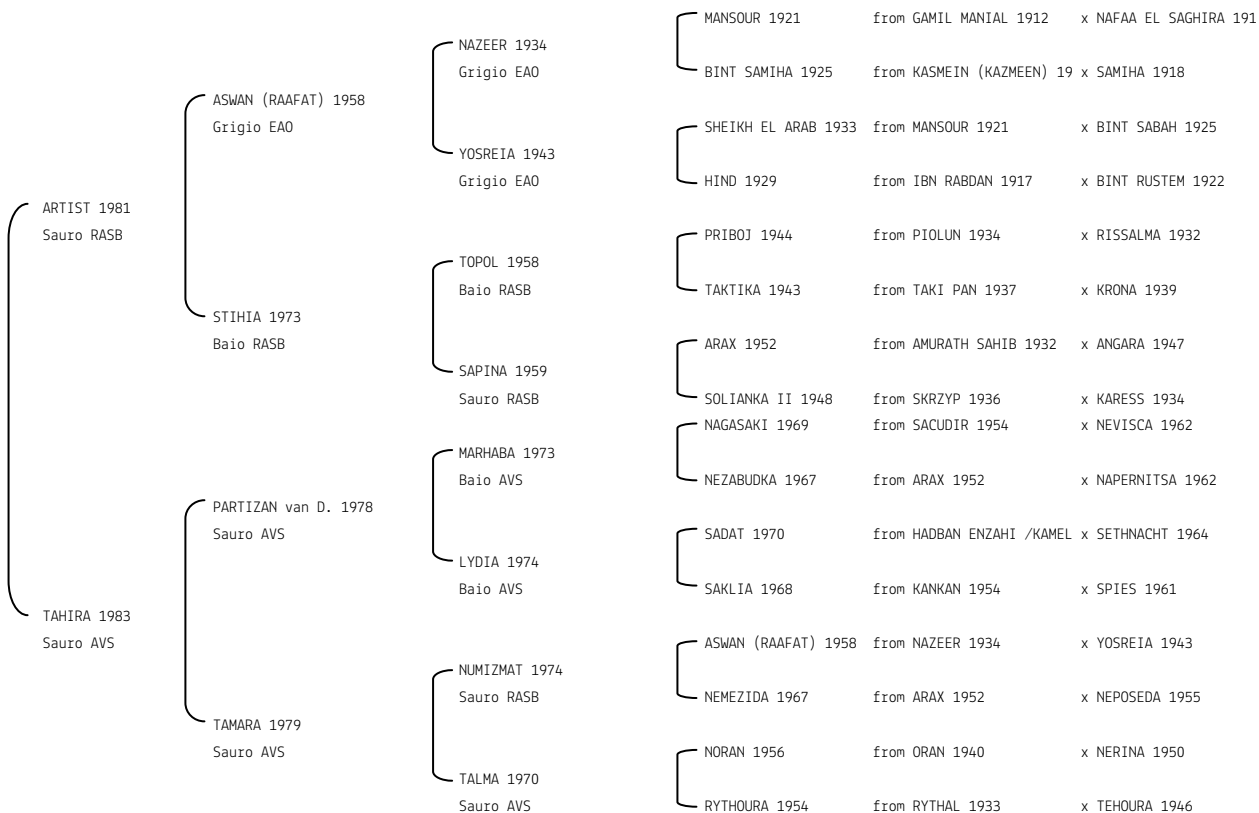 MANSOUR 1921 from GAMIL MANIAL 1912 x NAFAA EL SAGHIRA 191
NAZEER 1934
Grigio EAO
BINT SAMIHA 1925 from KASMEIN (KAZMEEN) 19 x SAMIHA 1918
ASWAN (RAAFAT) 1958
Grigio EAO
SHEIKH EL ARAB 1933 from MANSOUR 1921 x BINT SABAH 1925
YOSREIA 1943
Grigio EAO
HIND 1929 from IBN RABDAN 1917 x BINT RUSTEM 1922
ARTIST 1981
Sauro RASB
PRIBOJ 1944 from PIOLUN 1934 x RISSALMA 1932
TOPOL 1958
Baio RASB
TAKTIKA 1943 from TAKI PAN 1937 x KRONA 1939
STIHIA 1973
Baio RASB
ARAX 1952 from AMURATH SAHIB 1932 x ANGARA 1947
SAPINA 1959
Sauro RASB
SOLIANKA II 1948 from SKRZYP 1936 x KARESS 1934
NAGASAKI 1969 from SACUDIR 1954 x NEVISCA 1962
MARHABA 1973
Baio AVS
NEZABUDKA 1967 from ARAX 1952 x NAPERNITSA 1962
PARTIZAN van D. 1978
Sauro AVS
SADAT 1970 from HADBAN ENZAHI /KAMEL x SETHNACHT 1964
LYDIA 1974
Baio AVS
SAKLIA 1968 from KANKAN 1954 x SPIES 1961
TAHIRA 1983
Sauro AVS
ASWAN (RAAFAT) 1958 from NAZEER 1934 x YOSREIA 1943
NUMIZMAT 1974
Sauro RASB
NEMEZIDA 1967 from ARAX 1952 x NEPOSEDA 1955
TAMARA 1979
Sauro AVS
NORAN 1956 from ORAN 1940 x NERINA 1950
TALMA 1970
Sauro AVS
RYTHOURA 1954 from RYTHAL 1933 x TEHOURA 1946